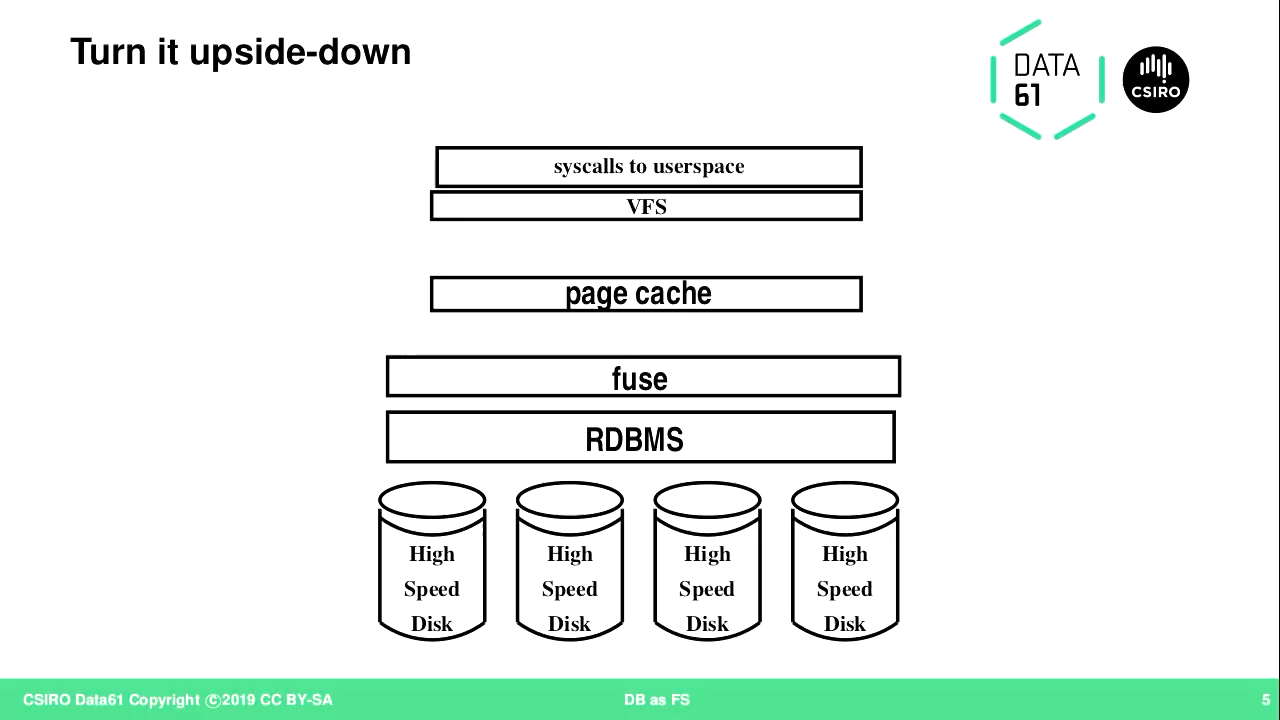 Turn it upside-down
DATA
61
CSIRO
syscalls to userspace
VFS
page cache
fuse
RDBMS
High
Speed
Disk
High
Speed
Disk
High
Speed
Disk
High
Speed
Disk
CSIRO Data61 Copyright ©2019 CC BY-SA
DB as FS
5